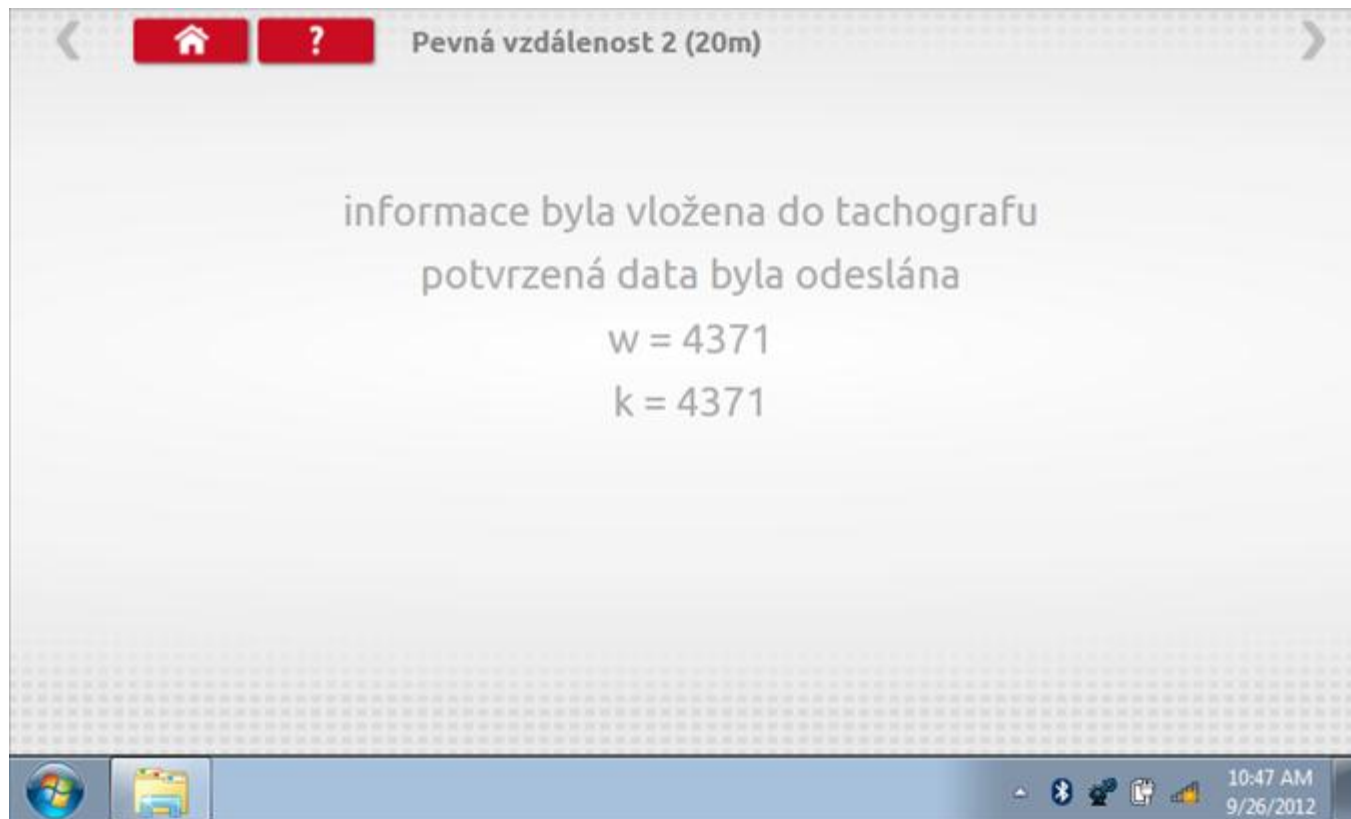 ? Pevná vzdálenost 2 (20m)
informace byla vložena do tachografu
potvrzená data byla odeslána
w = 4371
k = 4371
10:47 AM
9/26/2012